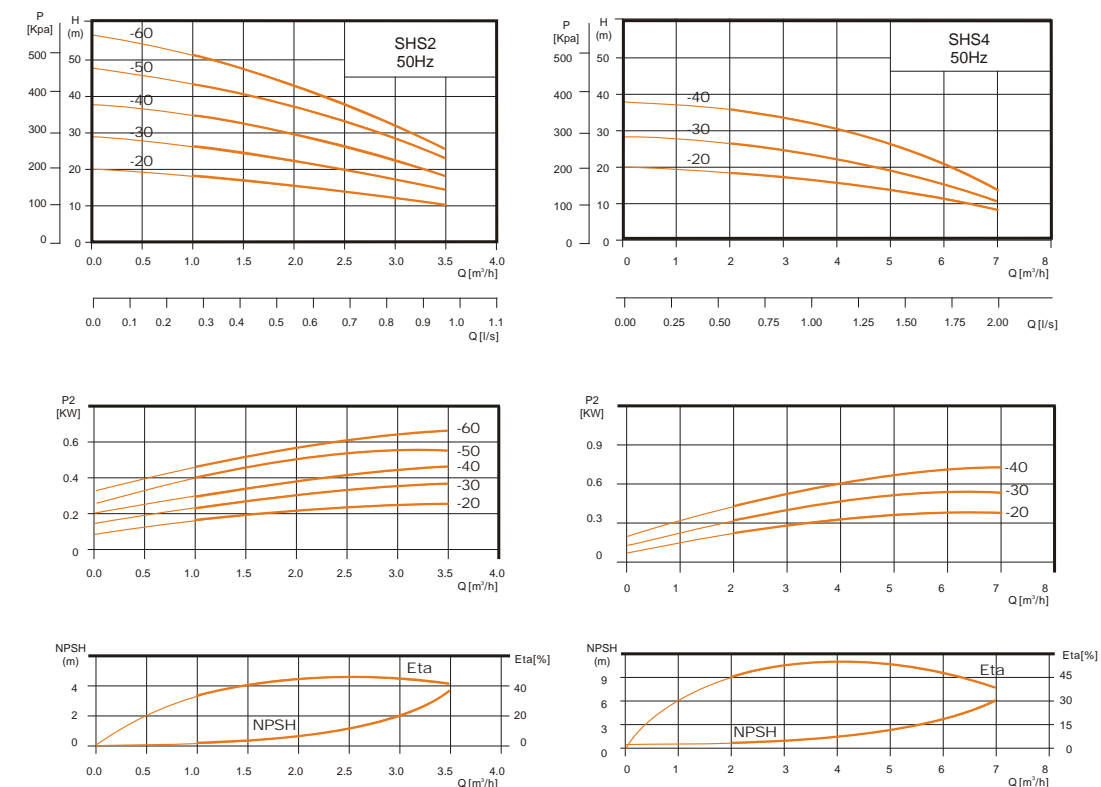 P
[Kpa]
H
(m)
-60
-50
-40
-30
-20
SHS2
50Hz
500
400
300
200
100
0
50
40
30
20
10
0
0.0 0.5 1.0 1.5 2.0 2.5 3.0 3.5 4.0
Q [m³/h]
0.0 0.1 0.2 0.3 0.4 0.5 0.6 0.7 0.8 0.9 1.0 1.1
Q [l/s]
P
[Kpa]
H
(m)
-40
-30
-20
SHS4
50Hz
500
400
300
200
100
0
50
40
30
20
10
0
0 1 2 3 4 5 6 7 8
Q [m³/h]
0.00 0.25 0.50 0.75 1.00 1.25 1.50 1.75 2.00 Q [l/s]
P2
[KW]
0.6
0.4
0.2
0
-60
-50
-40
-30
-20
0.0 0.5 1.0 1.5 2.0 2.5 3.0 3.5 4.0
Q [m³/h]
P2
[KW]
0.9
0.6
0.3
0
-40
-30
-20
0 1 2 3 4 5 6 7 8
Q [m³/h]
NPSH
(m)
4
2
0
Eta
NPSH
Eta[%]
40
20
0
0.0 0.5 1.0 1.5 2.0 2.5 3.0 3.5 4.0
Q [m³/h]
NPSH
(m)
9
6
3
0
Eta
NPSH
Eta[%]
45
30
15
0
0 1 2 3 4 5 6 7 8
Q [m³/h]